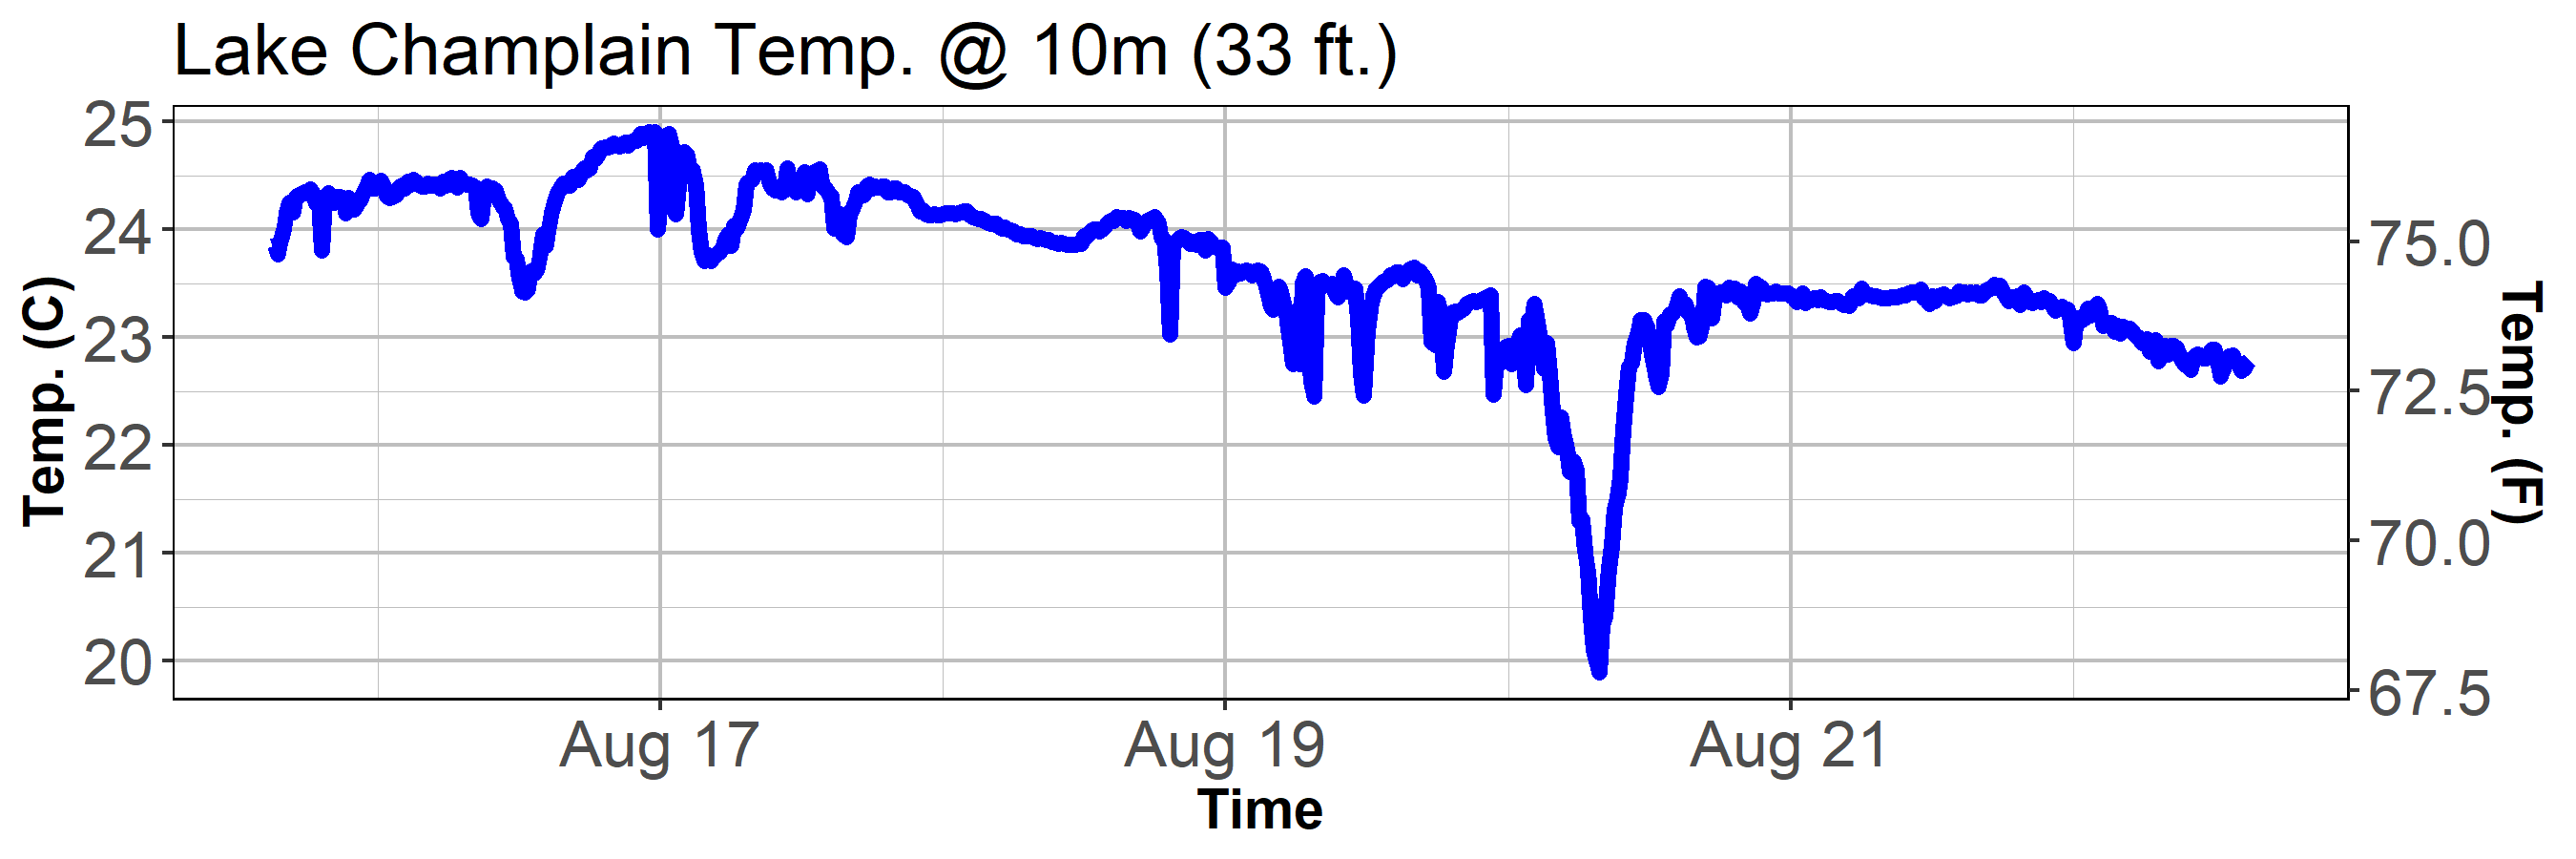 Lake Champlain Temp. @ 10m (33 ft.)
Temp. (C)
25
24
23
22
21
20
75.0
72.5
70.0
67.5
Temp. (F)
Aug 17
Aug 19
Aug 21
Time